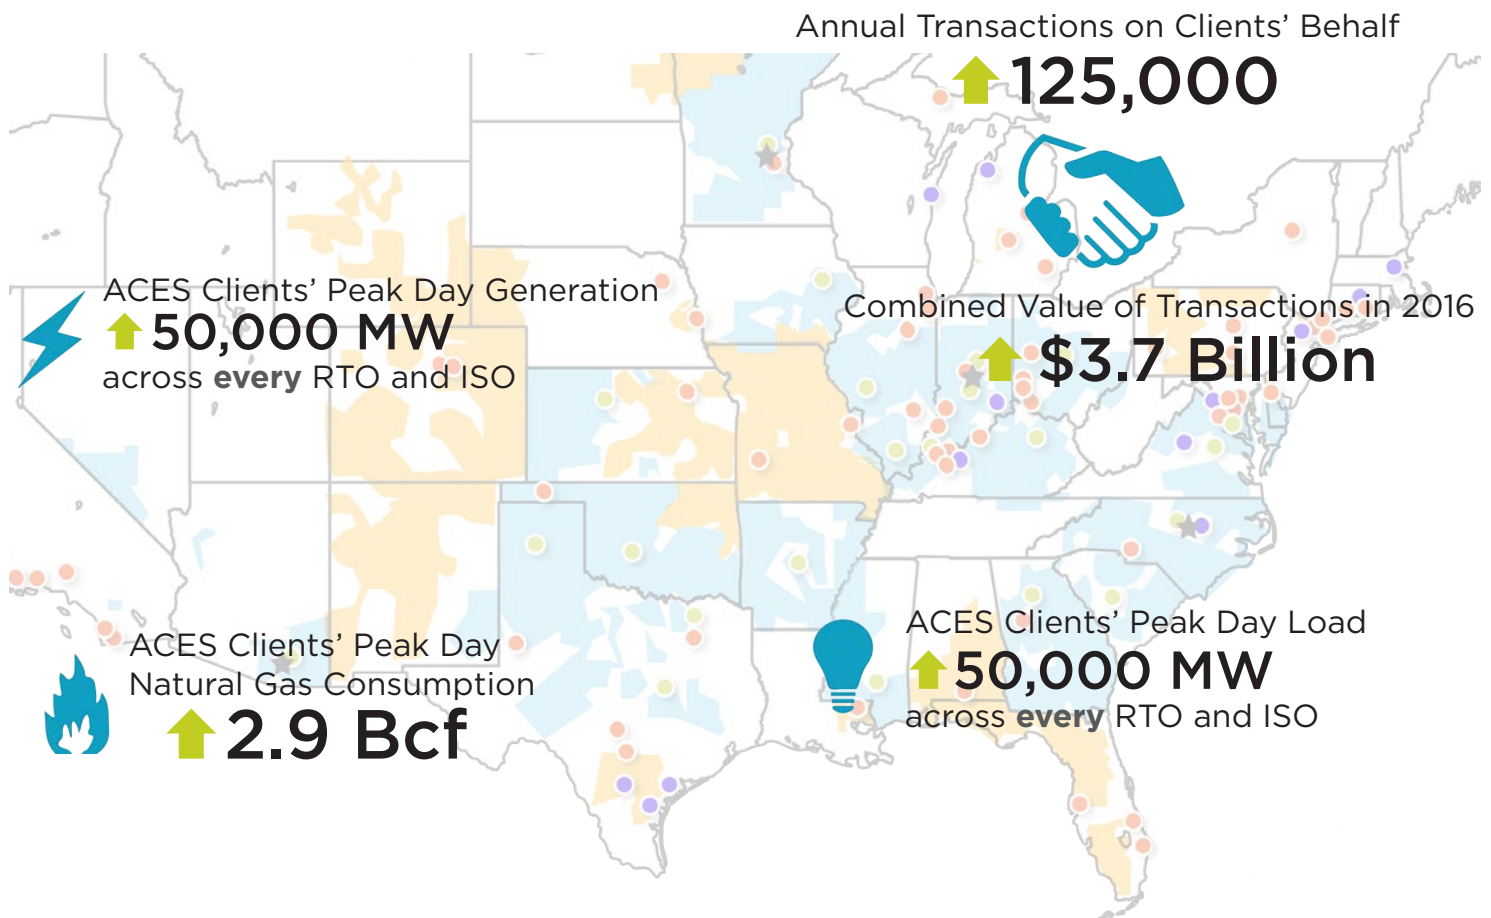 Annual Transactions on Clients’ Behalf
125,000
ACES Clients’ Peak Day Generation
50,000 MW
across every RTO and ISO
Combined Value of Transactions in 2016
$3.7 Billion
ACES Clients’ Peak Day
Natural Gas Consumption
2.9 Bcf
ACES Clients’ Peak Day Load
50,000 MW
across every RTO and ISO